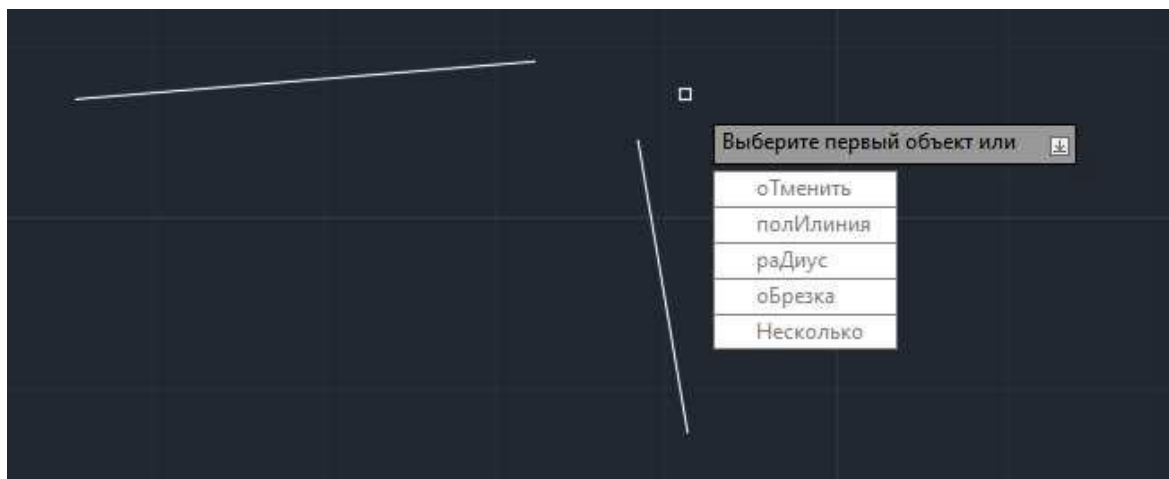 Выберите первый объект или
оТменить
полИлиния
раДиус
оБрезка
Несколько